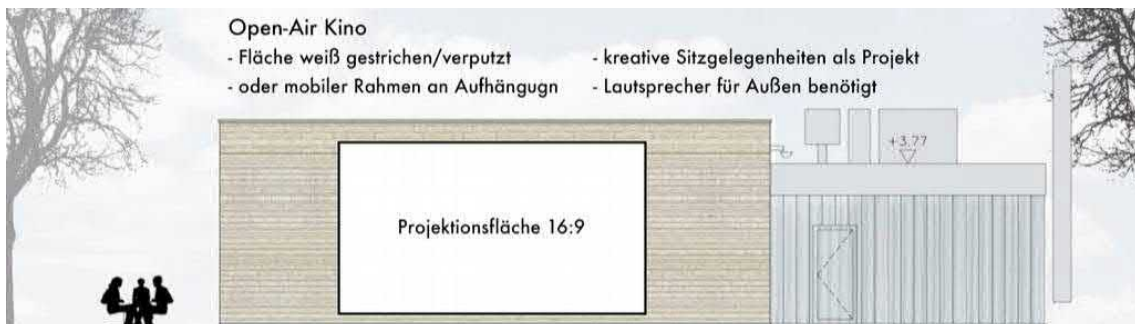 Open-Air Kino
- Fläche weiß gestrichen/verputzt
- oder mobiler Rahmen an Aufhängugn
- kreative Sitzgelegenheiten als Projekt
- Lautsprecher für Außen benötigt
+3.77
Projektionsfläche 16:9